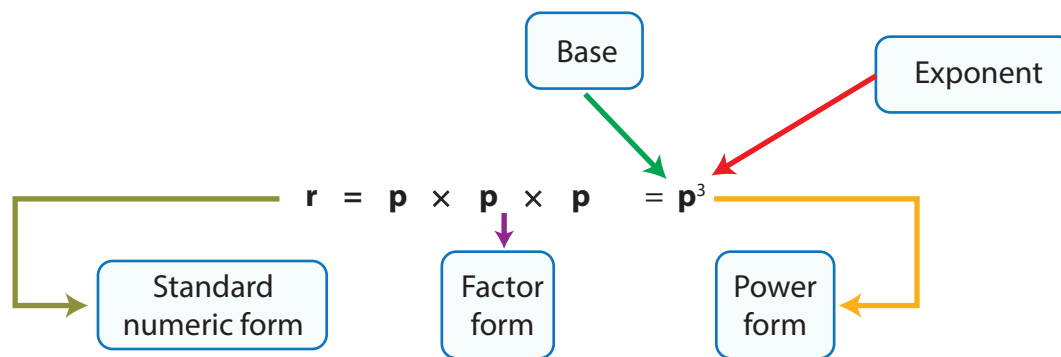 Base
Exponent
r = p × p × p = p³
Standard
numeric form
Factor
form
Power
form